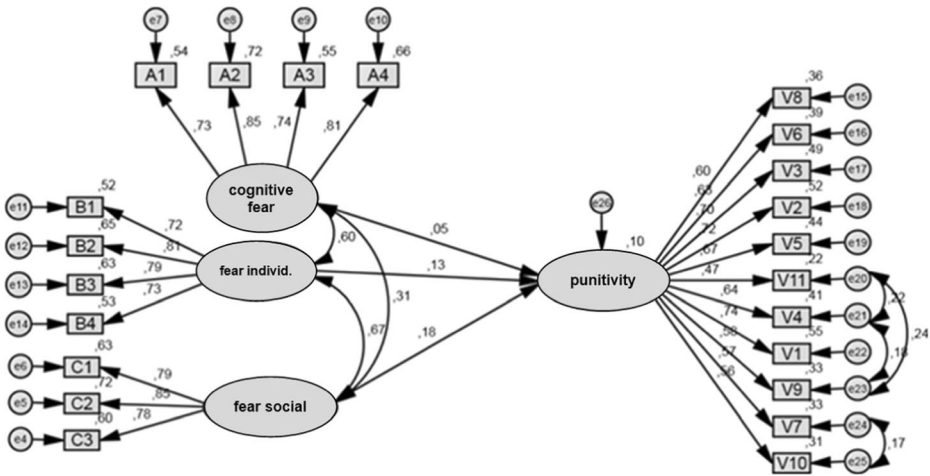 e7 e8 e9 e10
,54 ,72 ,55 ,66
A1 A2 A3 A4
,73 ,85 ,74 ,81
cognitive
fear
e11 B1 ,52
e12 B2 ,65
e13 B3 ,63
e14 B4 ,53
,72
,81
,79
,73
fear individ.
e6 C1 ,63
e5 C2 ,72
e4 C3 ,60
,79
,85
,78
fear social
,60
,31
,67
,05
,13
,18
e26
,10
punitivity
,60
,63
,70
,72
,67
,47
,64
,74
,58
,57
,56
,36
V8 e15
,39
V6 e16
,49
V3 e17
,52
V2 e18
,44
V5 e19
,22
V11 e20
,41
V4 e21
,55
V1 e22
,33
V9 e23
,33
V7 e24
,31
V10 e25
,22
,24
,18
,17